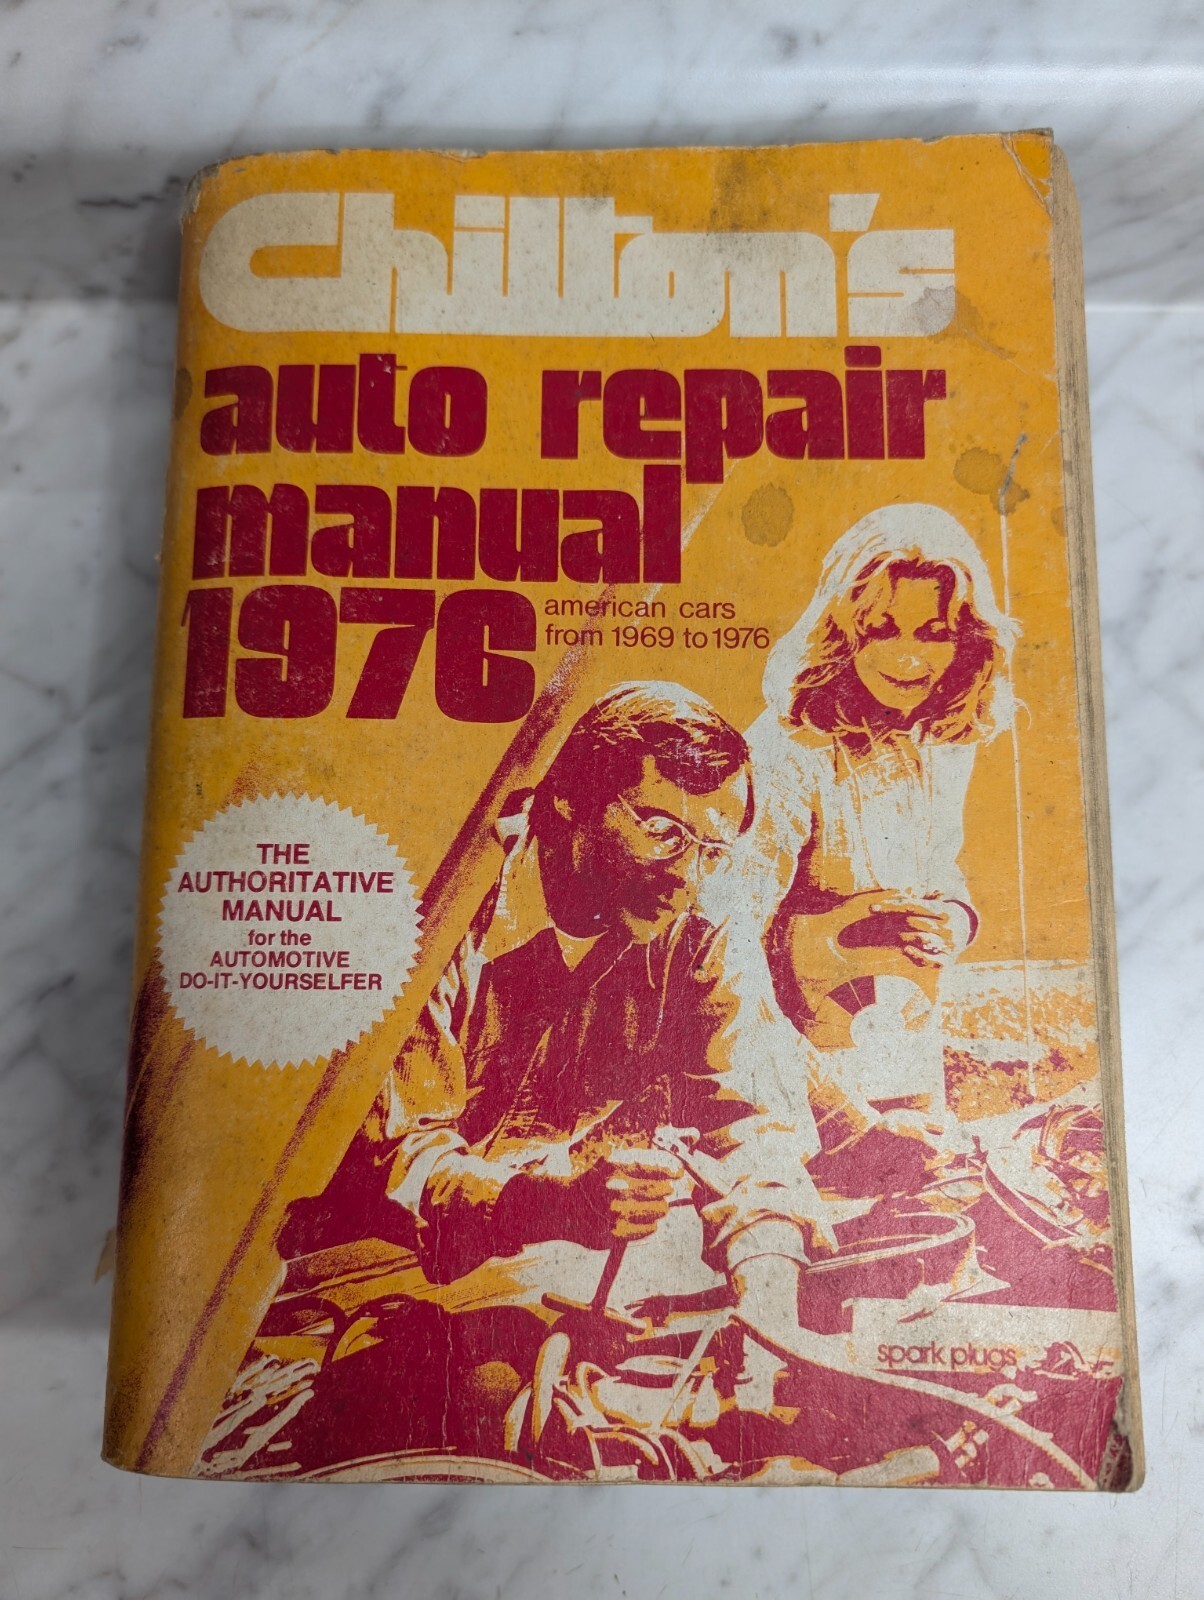 Chilton's
auto repair
manual
1976
american cars
from 1969 to 1976
THE
AUTHORITATIVE
MANUAL
for the
AUTOMOTIVE
DO-IT-YOURSELFER
spark plugs